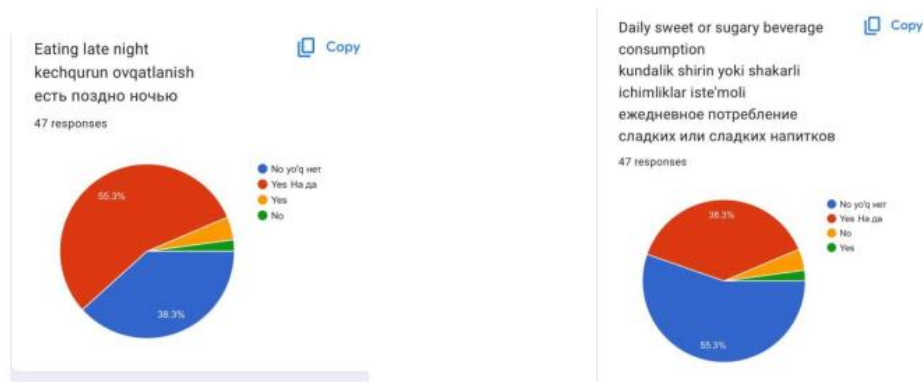 Eating late night
Copy
kechqurun ovqatlanish
есть поздно ночью
47 responses
No yo'q нет
Yes На да
Yes
No
55.3%
38.3%
Daily sweet or sugary beverage
Copy
consumption
kundalik shirin yoki shakarli
ichimliklar iste'moli
ежедневное потребление
сладких или сладких напитков
47 responses
No yo'q нет
Yes На да
No
Yes
38.3%
55.3%